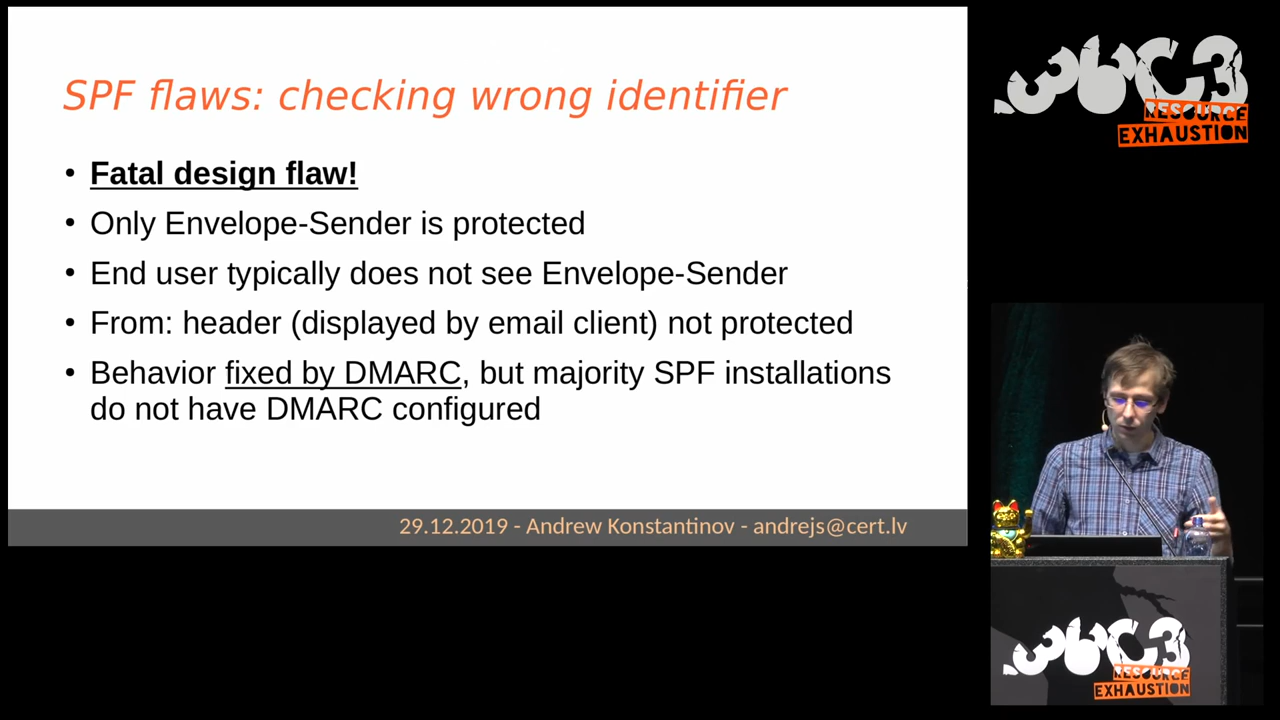 SPF flaws: checking wrong identifier
• Fatal design flaw!
• Only Envelope-Sender is protected
• End user typically does not see Envelope-Sender
• From: header (displayed by email client) not protected
• Behavior fixed by DMARC, but majority SPF installations
do not have DMARC configured
29.12.2019 - Andrew Konstantinov - andrejs@cert.lv
36C3
RESOURCE
EXHAUSTION
36C3
RESOURCE
EXHAUSTION